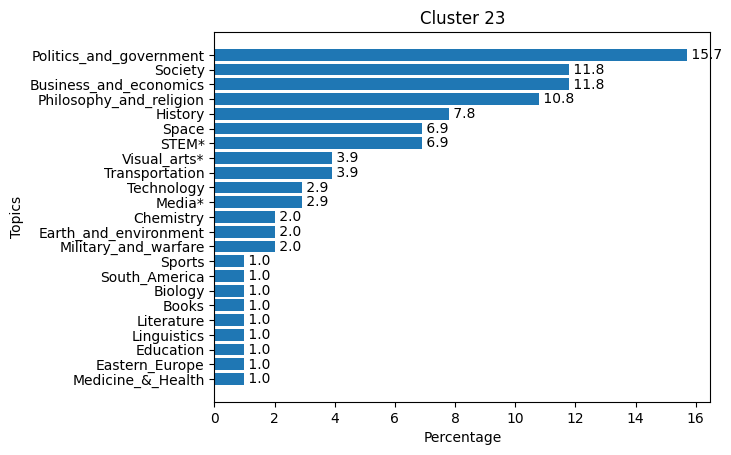 Cluster 23
Topics
Politics_and_government 15.7
Society 11.8
Business_and_economics 11.8
Philosophy_and_religion 10.8
History 7.8
Space 6.9
STEM* 6.9
Visual_arts* 3.9
Transportation 3.9
Technology 2.9
Media* 2.9
Chemistry 2.0
Earth_and_environment 2.0
Military_and_warfare 2.0
Sports 1.0
South_America 1.0
Biology 1.0
Books 1.0
Literature 1.0
Linguistics 1.0
Education 1.0
Eastern_Europe 1.0
Medicine_&_Health 1.0
0 2 4 6 8 10 12 14 16
Percentage